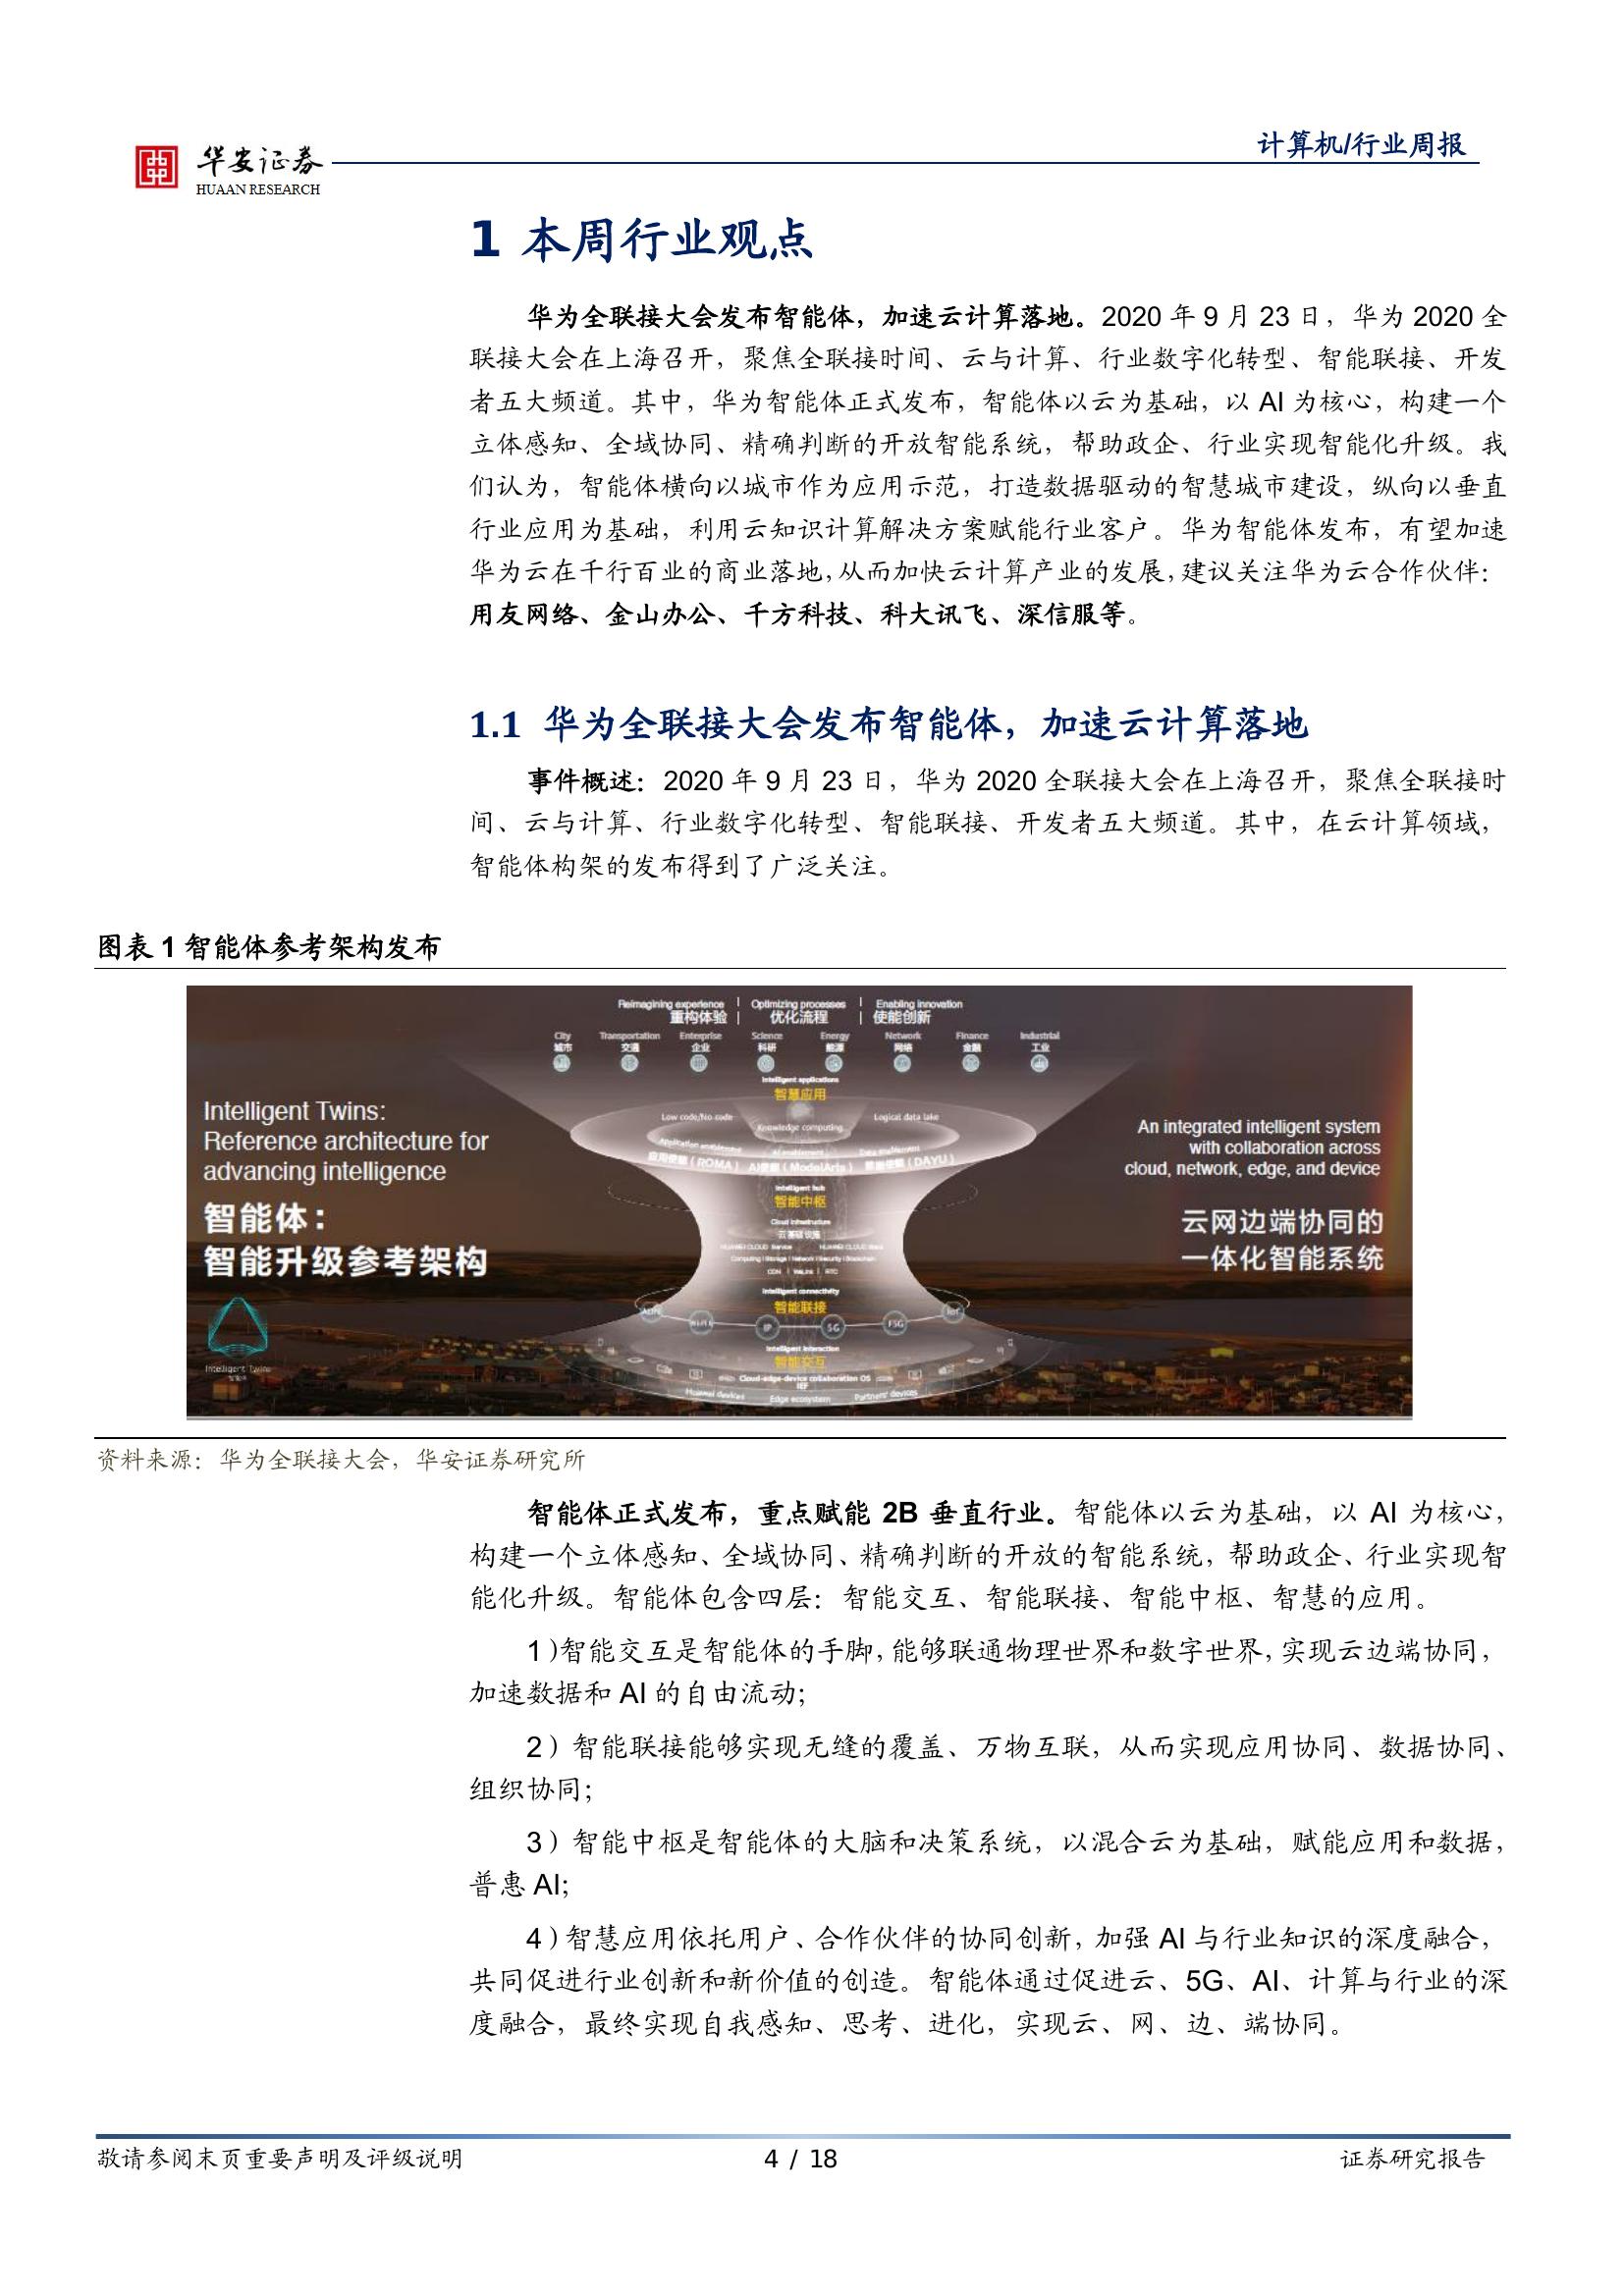 华安证券
HUAAN RESEARCH
计算机/行业周报
1 本周行业观点
华为全联接大会发布智能体，加速云计算落地。2020 年 9 月 23 日，华为 2020 全
联接大会在上海召开，聚焦全联接时间、云与计算、行业数字化转型、智能联接、开发
者五大频道。其中，华为智能体正式发布，智能体以云为基础，以 AI 为核心，构建一个
立体感知、全域协同、精确判断的开放智能系统，帮助政企、行业实现智能化升级。我
们认为，智能体横向以城市作为应用示范，打造数据驱动的智慧城市建设，纵向以垂直
行业应用为基础，利用云知识计算解决方案赋能行业客户。华为智能体发布，有望加速
华为云在千行百业的商业落地，从而加快云计算产业的发展，建议关注华为云合作伙伴：
用友网络、金山办公、千方科技、科大讯飞、深信服等。
1.1 华为全联接大会发布智能体，加速云计算落地
事件概述：2020 年 9 月 23 日，华为 2020 全联接大会在上海召开，聚焦全联接时
间、云与计算、行业数字化转型、智能联接、开发者五大频道。其中，在云计算领域，
智能体构架的发布得到了广泛关注。
图表 1 智能体参考架构发布
Reimagining experience | Optimizing processes | Enabling innovation
重构体验 | 优化流程 | 使能创新
City Transportation Enterprise Science Energy Network Finance Industrial
城市 交通 企业 科研 能源 网络 金融 工业
Intelligent applications
智慧应用
Low code/No code
Logical data lake
Knowledge computing
Application enablement
AI enablement
Data enablement
应用使能（ROMA） AI使能（ModelArts） 数据使能（DAYU）
Intelligent hub
智能中枢
Cloud infrastructure
云基础设施
Intelligent connectivity
智能联接
IP 5G F5G IoT
Intelligent interaction
智能交互
Cloud-edge-device collaboration OS
IEF
Huawei devices Edge ecosystem Partners' devices
Intelligent Twins:
Reference architecture for
advancing intelligence
智能体：
智能升级参考架构
Intelligent Twins
智能体
An integrated intelligent system
with collaboration across
cloud, network, edge, and device
云网边端协同的
一体化智能系统
资料来源：华为全联接大会，华安证券研究所
智能体正式发布，重点赋能 2B 垂直行业。智能体以云为基础，以 AI 为核心，
构建一个立体感知、全域协同、精确判断的开放的智能系统，帮助政企、行业实现智
能化升级。智能体包含四层：智能交互、智能联接、智能中枢、智慧的应用。
1）智能交互是智能体的手脚，能够联通物理世界和数字世界，实现云边端协同，
加速数据和 AI 的自由流动；
2）智能联接能够实现无缝的覆盖、万物互联，从而实现应用协同、数据协同、
组织协同；
3）智能中枢是智能体的大脑和决策系统，以混合云为基础，赋能应用和数据，
普惠 AI；
4）智慧应用依托用户、合作伙伴的协同创新，加强 AI 与行业知识的深度融合，
共同促进行业创新和新价值的创造。智能体通过促进云、5G、AI、计算与行业的深
度融合，最终实现自我感知、思考、进化，实现云、网、边、端协同。
敬请参阅末页重要声明及评级说明
4 / 18
证券研究报告